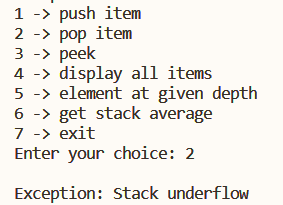 1 -> push item
2 -> pop item
3 -> peek
4 -> display all items
5 -> element at given depth
6 -> get stack average
7 -> exit
Enter your choice: 2
Exception: Stack underflow